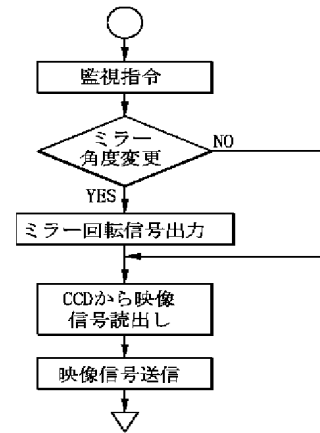 監視指令
ミラー
角度変更
NO
YES
ミラー回転信号出力
CCDから映像
信号読出し
映像信号送信